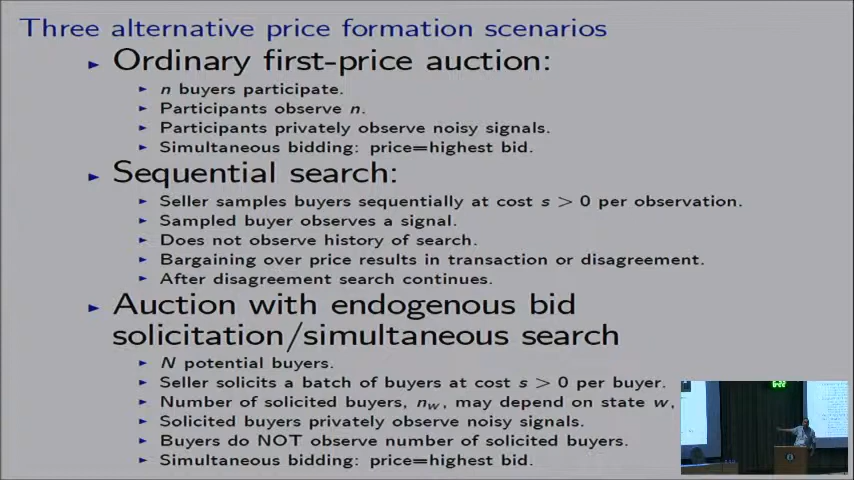 Three alternative price formation scenarios
► Ordinary first-price auction:
► n buyers participate.
► Participants observe n.
► Participants privately observe noisy signals.
► Simultaneous bidding: price=highest bid.
► Sequential search:
► Seller samples buyers sequentially at cost s > 0 per observation.
► Sampled buyer observes a signal.
► Does not observe history of search.
► Bargaining over price results in transaction or disagreement.
► After disagreement search continues.
► Auction with endogenous bid
solicitation/simultaneous search
► N potential buyers.
► Seller solicits a batch of buyers at cost s > 0 per buyer.
► Number of solicited buyers, n_w, may depend on state w,
► Solicited buyers privately observe noisy signals.
► Buyers do NOT observe number of solicited buyers.
► Simultaneous bidding: price=highest bid.